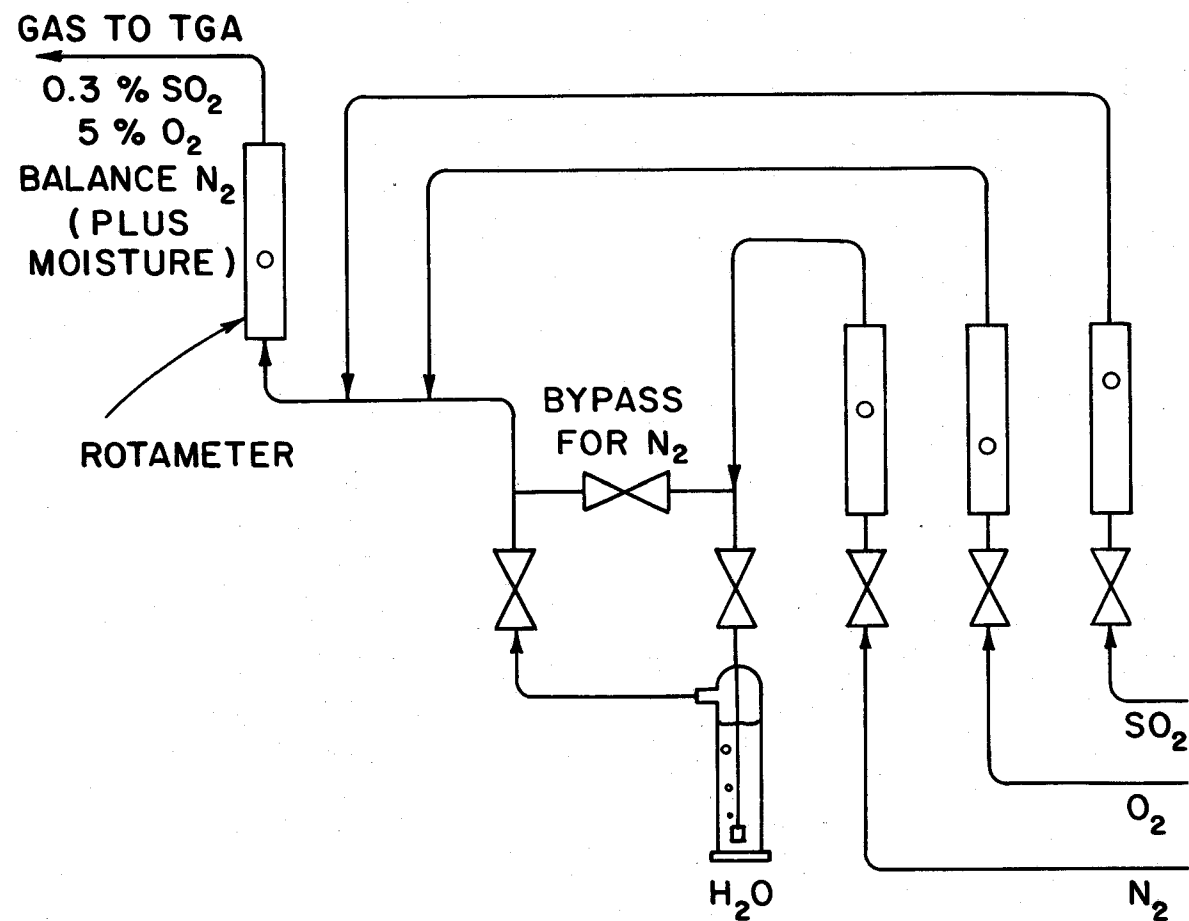 GAS TO TGA
0.3 % SO₂
5 % O₂
BALANCE N₂
(PLUS
MOISTURE)
ROTAMETER
BYPASS
FOR N₂
SO₂
O₂
N₂
H₂O